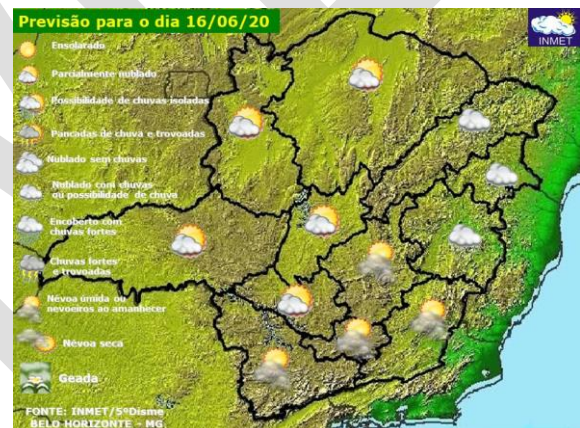 Previsão para o dia 16/06/20
INMET
Ensolarado
Parcialmente nublado
Possibilidade de chuvas isoladas
Pancadas de chuva e trovoadas
Nublado sem chuvas
Nublado com chuvas
ou possibilidade de chuva
Encoberto com
chuvas fortes
Chuvas fortes
e trovoadas
Névoa úmida ou
nevoeiros ao amanhecer
Névoa seca
Geada
FONTE: INMET/5ºDisme
BELO HORIZONTE - MG